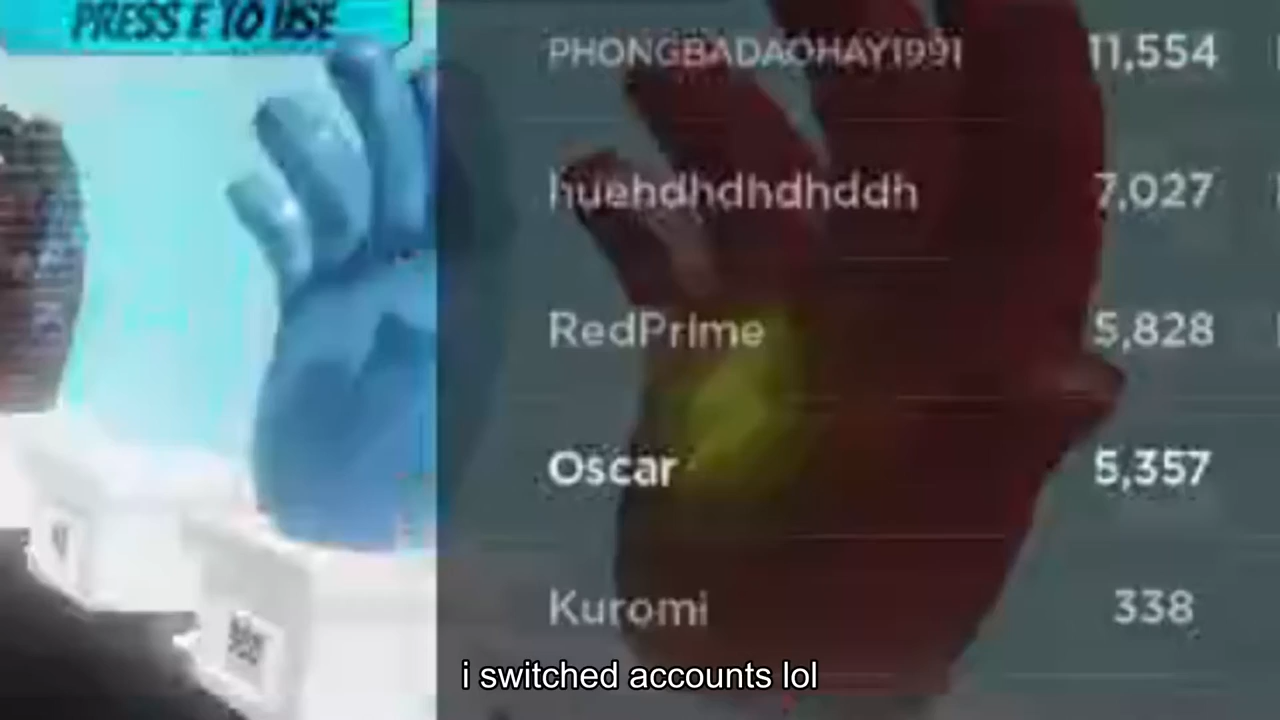 PRESS E TO USE
PHONGBADAOHAY1991 11,554
huehdhdhdhddh 7,027
RedPrime 5,828
Oscar 5,357
Kuromi 338
i switched accounts lol